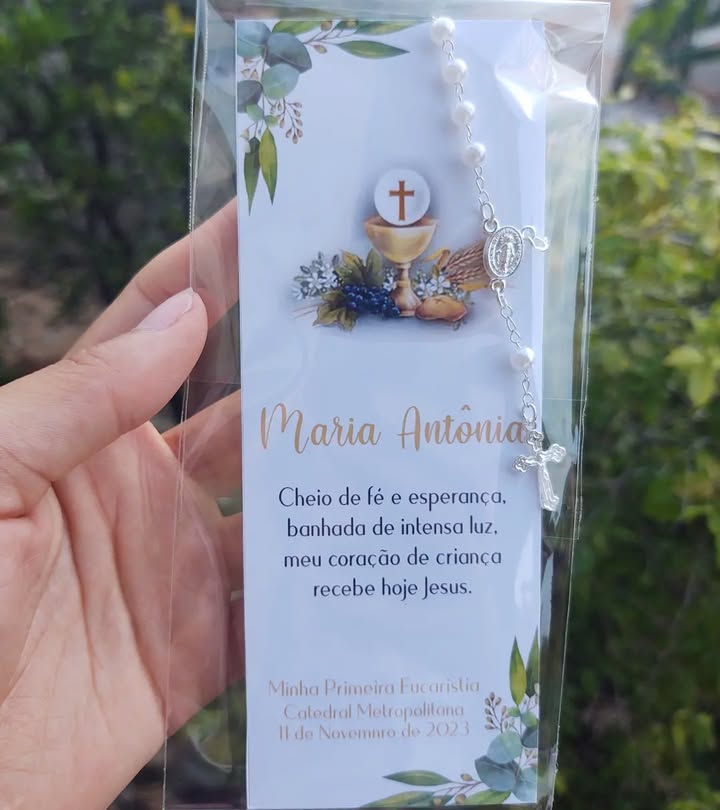 Maria Antônia
Cheio de fé e esperança,
banhada de intensa luz,
meu coração de criança
recebe hoje Jesus.
Minha Primeira Eucaristia
Catedral Metropolitana
11 de Novemnro de 2023